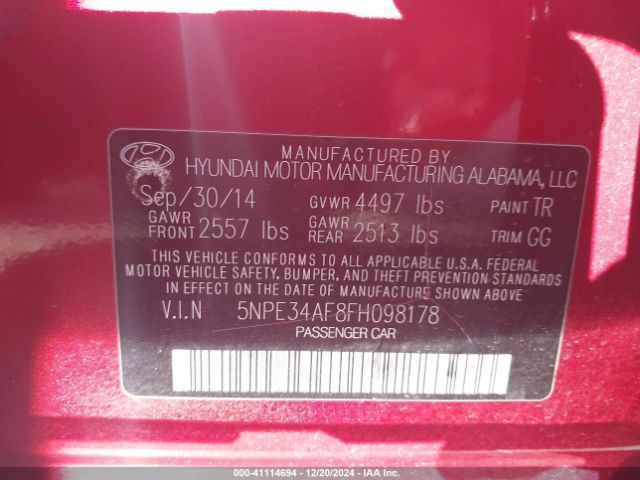 MANUFACTURED BY
HYUNDAI MOTOR MANUFACTURING ALABAMA, LLC
Sep/30/14 GVWR 4497 lbs PAINT TR
GAWR FRONT 2557 lbs GAWR REAR 2513 lbs TRIM GG
THIS VEHICLE CONFORMS TO ALL APPLICABLE U.S.A. FEDERAL
MOTOR VEHICLE SAFETY, BUMPER, AND THEFT PREVENTION STANDARDS
IN EFFECT ON THE DATE OF MANUFACTURE SHOWN ABOVE
V.I.N 5NPE34AF8FH098178
PASSENGER CAR
000-41114694 - 12/20/2024 - IAA Inc.